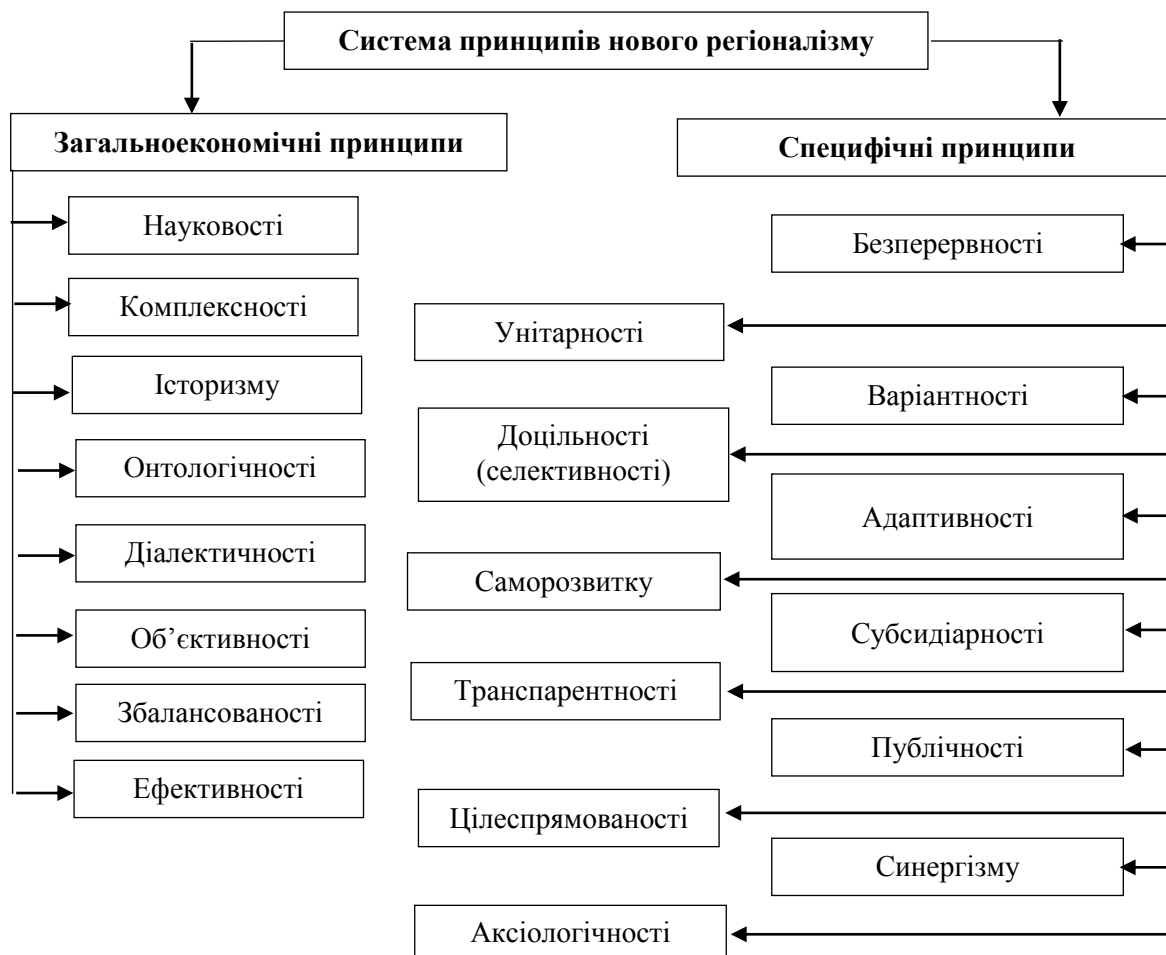 Система принципів нового регіоналізму
Загальноекономічні принципи
Специфічні принципи
Науковості
Комплексності
Історизму
Онтологічності
Діалектичності
Об’єктивності
Збалансованості
Ефективності
Безперервності
Унітарності
Варіантності
Доцільності
(селективності)
Адаптивності
Саморозвитку
Субсидіарності
Транспарентності
Публічності
Цілеспрямованості
Синергізму
Аксіологічності